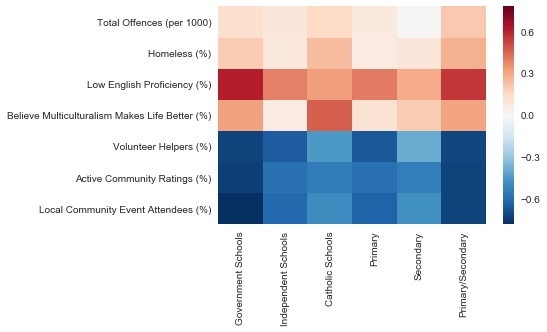 Total Offences (per 1000)
Homeless (%)
Low English Proficiency (%)
Believe Multiculturalism Makes Life Better (%)
Volunteer Helpers (%)
Active Community Ratings (%)
Local Community Event Attendees (%)
Government Schools
Independent Schools
Catholic Schools
Primary
Secondary
Primary/Secondary
0.6
0.3
0.0
−0.3
−0.6